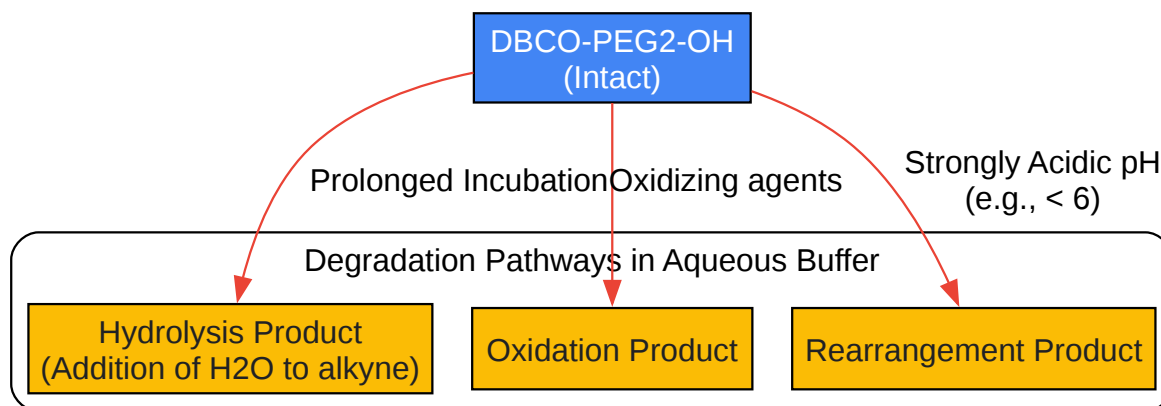 DBCO-PEG2-OH
(Intact)
Prolonged Incubation
Oxidizing agents
Strongly Acidic pH
(e.g., < 6)
Degradation Pathways in Aqueous Buffer
Hydrolysis Product
(Addition of H2O to alkyne)
Oxidation Product
Rearrangement Product